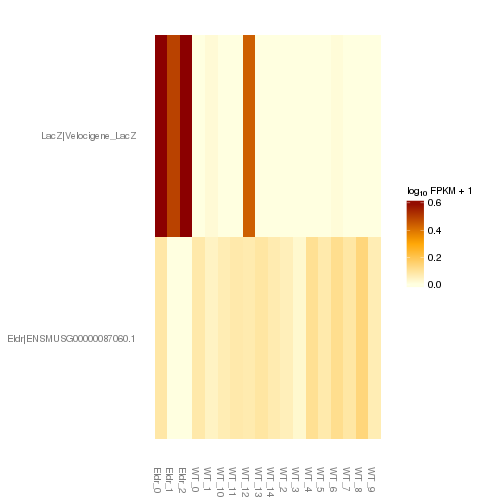 LacZ|Velocigene_LacZ
log10 FPKM + 1
0.6
0.4
0.2
0.0
Eldr|ENSMUSG00000087060.1
Eldr_0
Eldr_1
Eldr_2
WT_0
WT_1
WT_10
WT_11
WT_12
WT_13
WT_14
WT_2
WT_3
WT_4
WT_5
WT_6
WT_7
WT_8
WT_9